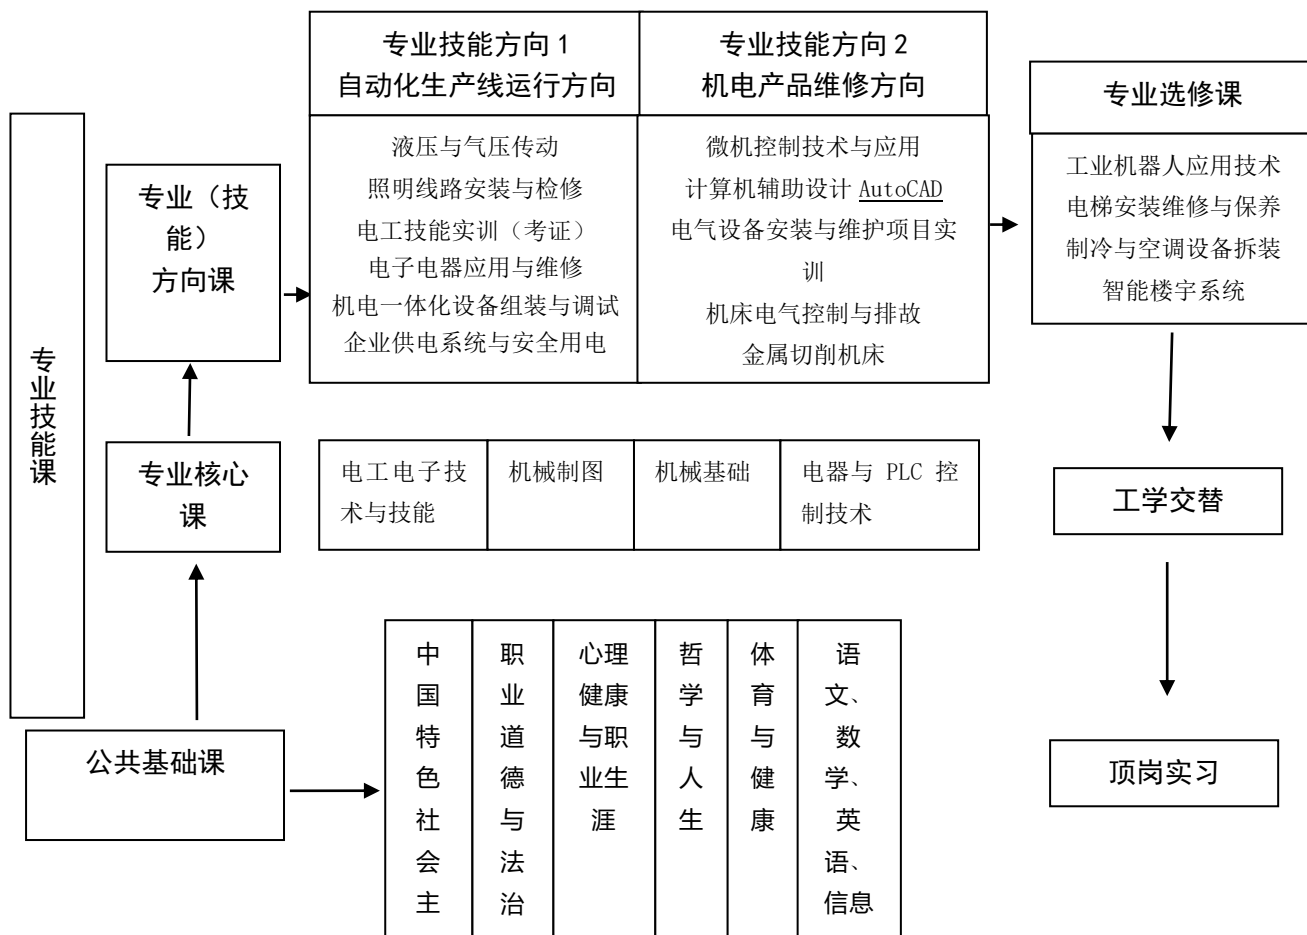 专业技能课
专业（技
能）
方向课
专业核心
课
公共基础课
专业技能方向 1
自动化生产线运行方向
液压与气压传动
照明线路安装与检修
电工技能实训（考证）
电子电器应用与维修
机电一体化设备组装与调试
企业供电系统与安全用电
专业技能方向 2
机电产品维修方向
微机控制技术与应用
计算机辅助设计 AutoCAD
电气设备安装与维护项目实
训
机床电气控制与排故
金属切削机床
专业选修课
工业机器人应用技术
电梯安装维修与保养
制冷与空调设备拆装
智能楼宇系统
工学交替
顶岗实习
电工电子技
术与技能
机械制图
机械基础
电器与 PLC 控
制技术
中国特色社会主
职业道德与法治
心理
健康
与职
业生
涯
哲学与人生
体育与健康
语
文、
数
学、
英
语、
信息